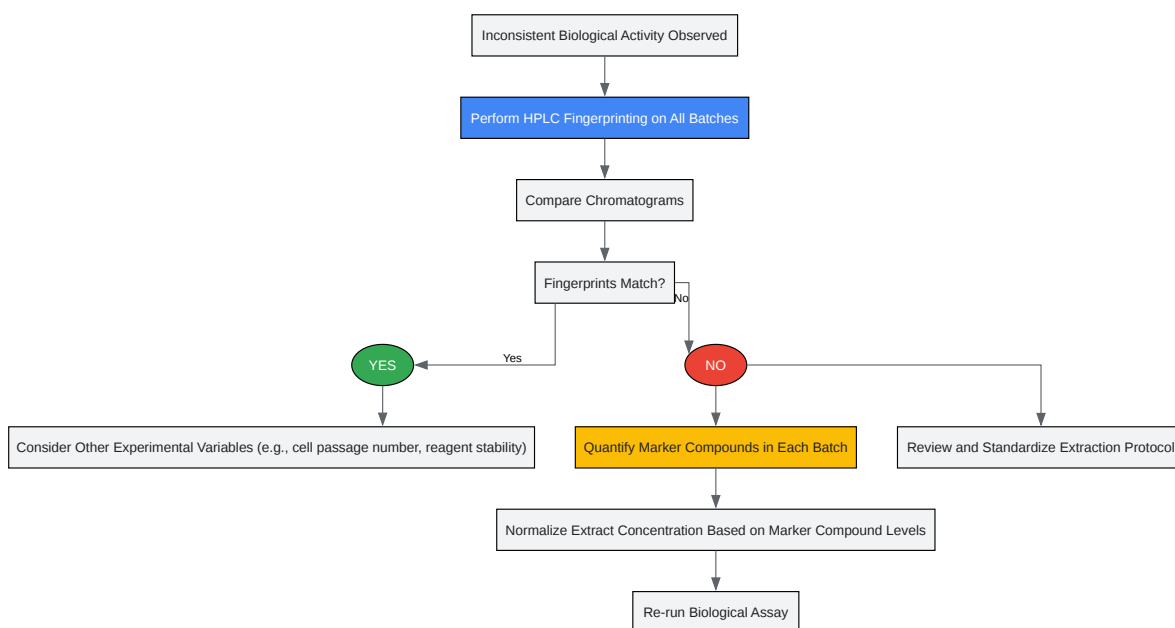 Inconsistent Biological Activity Observed
Perform HPLC Fingerprinting on All Batches
Compare Chromatograms
Fingerprints Match?
No
Yes
YES
NO
Consider Other Experimental Variables (e.g., cell passage number, reagent stability)
Quantify Marker Compounds in Each Batch
Review and Standardize Extraction Protocol
Normalize Extract Concentration Based on Marker Compound Levels
Re-run Biological Assay